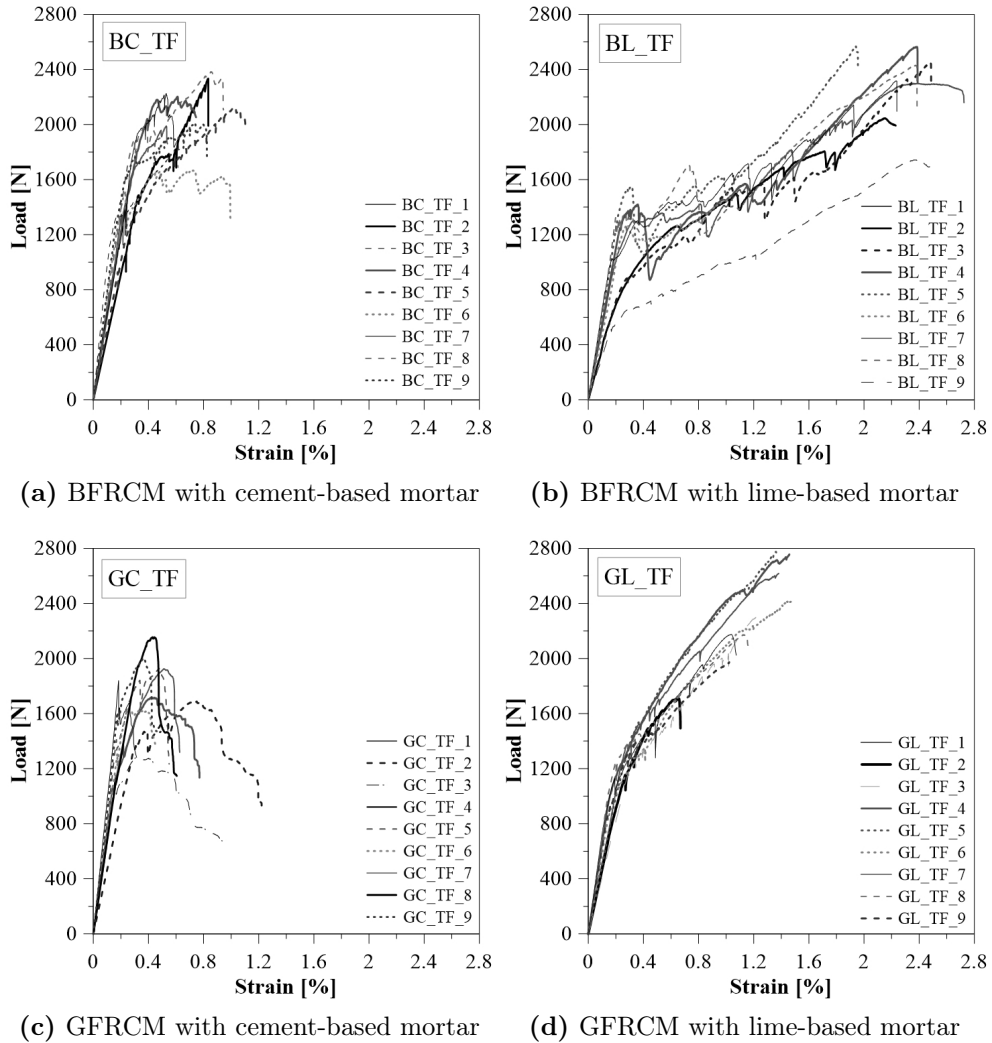 BC_TF
Load [N]
2800
2400
2000
1600
1200
800
400
0
BC_TF_1
BC_TF_2
BC_TF_3
BC_TF_4
BC_TF_5
BC_TF_6
BC_TF_7
BC_TF_8
BC_TF_9
0 0.4 0.8 1.2 1.6 2 2.4 2.8
Strain [%]
(a) BFRCM with cement-based mortar
BL_TF
Load [N]
2800
2400
2000
1600
1200
800
400
0
BL_TF_1
BL_TF_2
BL_TF_3
BL_TF_4
BL_TF_5
BL_TF_6
BL_TF_7
BL_TF_8
BL_TF_9
0 0.4 0.8 1.2 1.6 2 2.4 2.8
Strain [%]
(b) BFRCM with lime-based mortar
GC_TF
Load [N]
2800
2400
2000
1600
1200
800
400
0
GC_TF_1
GC_TF_2
GC_TF_3
GC_TF_4
GC_TF_5
GC_TF_6
GC_TF_7
GC_TF_8
GC_TF_9
0 0.4 0.8 1.2 1.6 2 2.4 2.8
Strain [%]
(c) GFRCM with cement-based mortar
GL_TF
Load [N]
2800
2400
2000
1600
1200
800
400
0
GL_TF_1
GL_TF_2
GL_TF_3
GL_TF_4
GL_TF_5
GL_TF_6
GL_TF_7
GL_TF_8
GL_TF_9
0 0.4 0.8 1.2 1.6 2 2.4 2.8
Strain [%]
(d) GFRCM with lime-based mortar